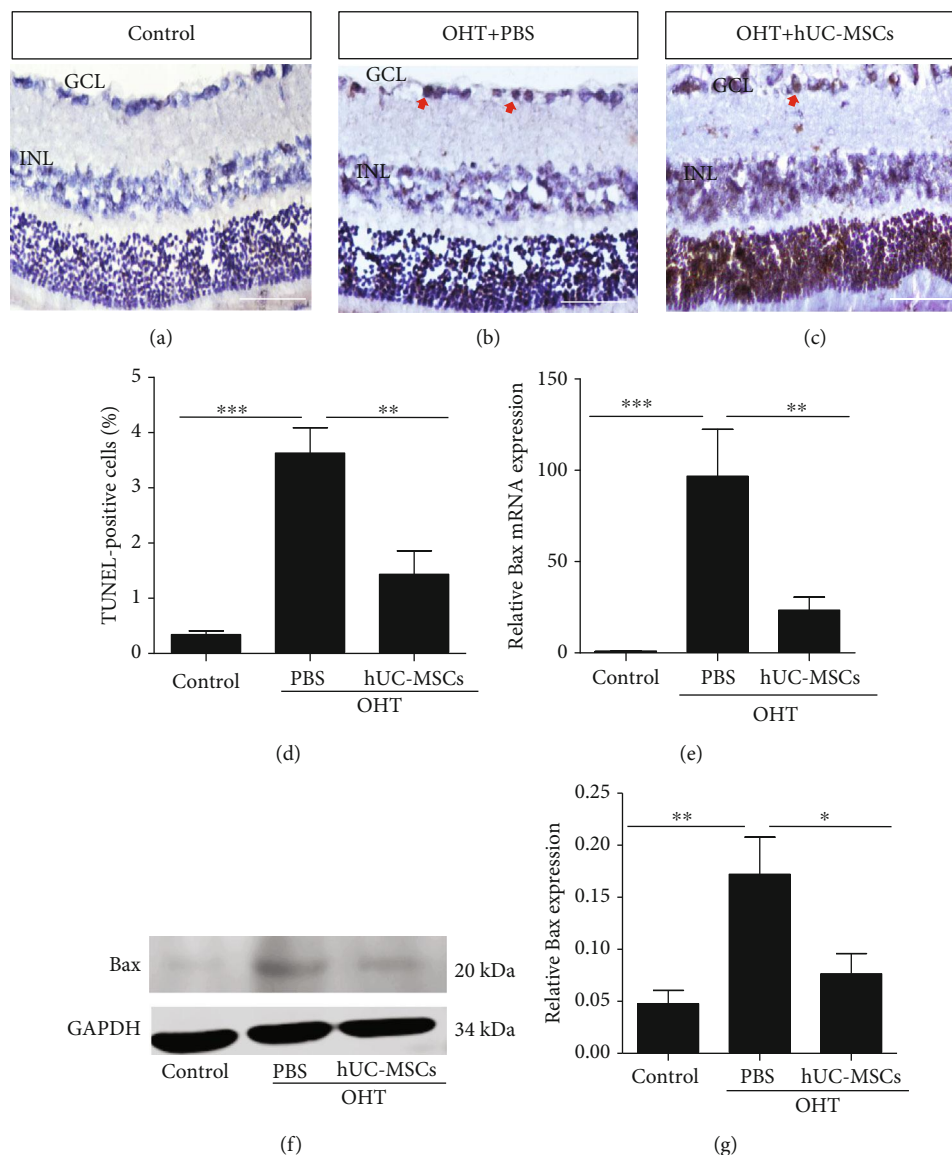 Control
OHT+PBS
OHT+hUC-MSCs
GCL
GCL
GCL
INL
INL
INL
(a)
(b)
(c)
5
4
3
2
1
0
TUNEL-positive cells (%)
***
**
Control
PBS
hUC-MSCs
OHT
(d)
150
100
50
0
Relative Bax mRNA expression
***
**
Control
PBS
hUC-MSCs
OHT
(e)
Bax
20 kDa
GAPDH
34 kDa
Control
PBS
hUC-MSCs
OHT
(f)
0.25
0.20
0.15
0.10
0.05
0.00
Relative Bax expression
**
*
Control
PBS
hUC-MSCs
OHT
(g)